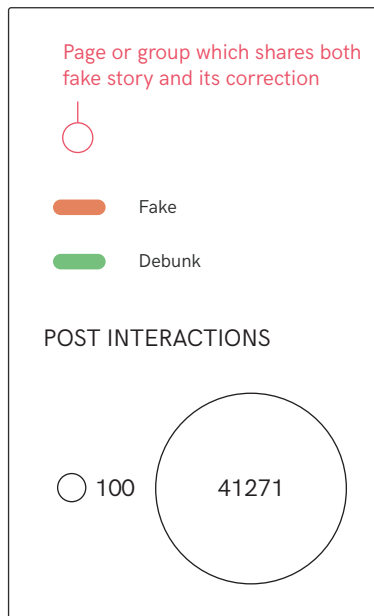 Page or group which shares both
fake story and its correction
Fake
Debunk
POST INTERACTIONS
100
41271